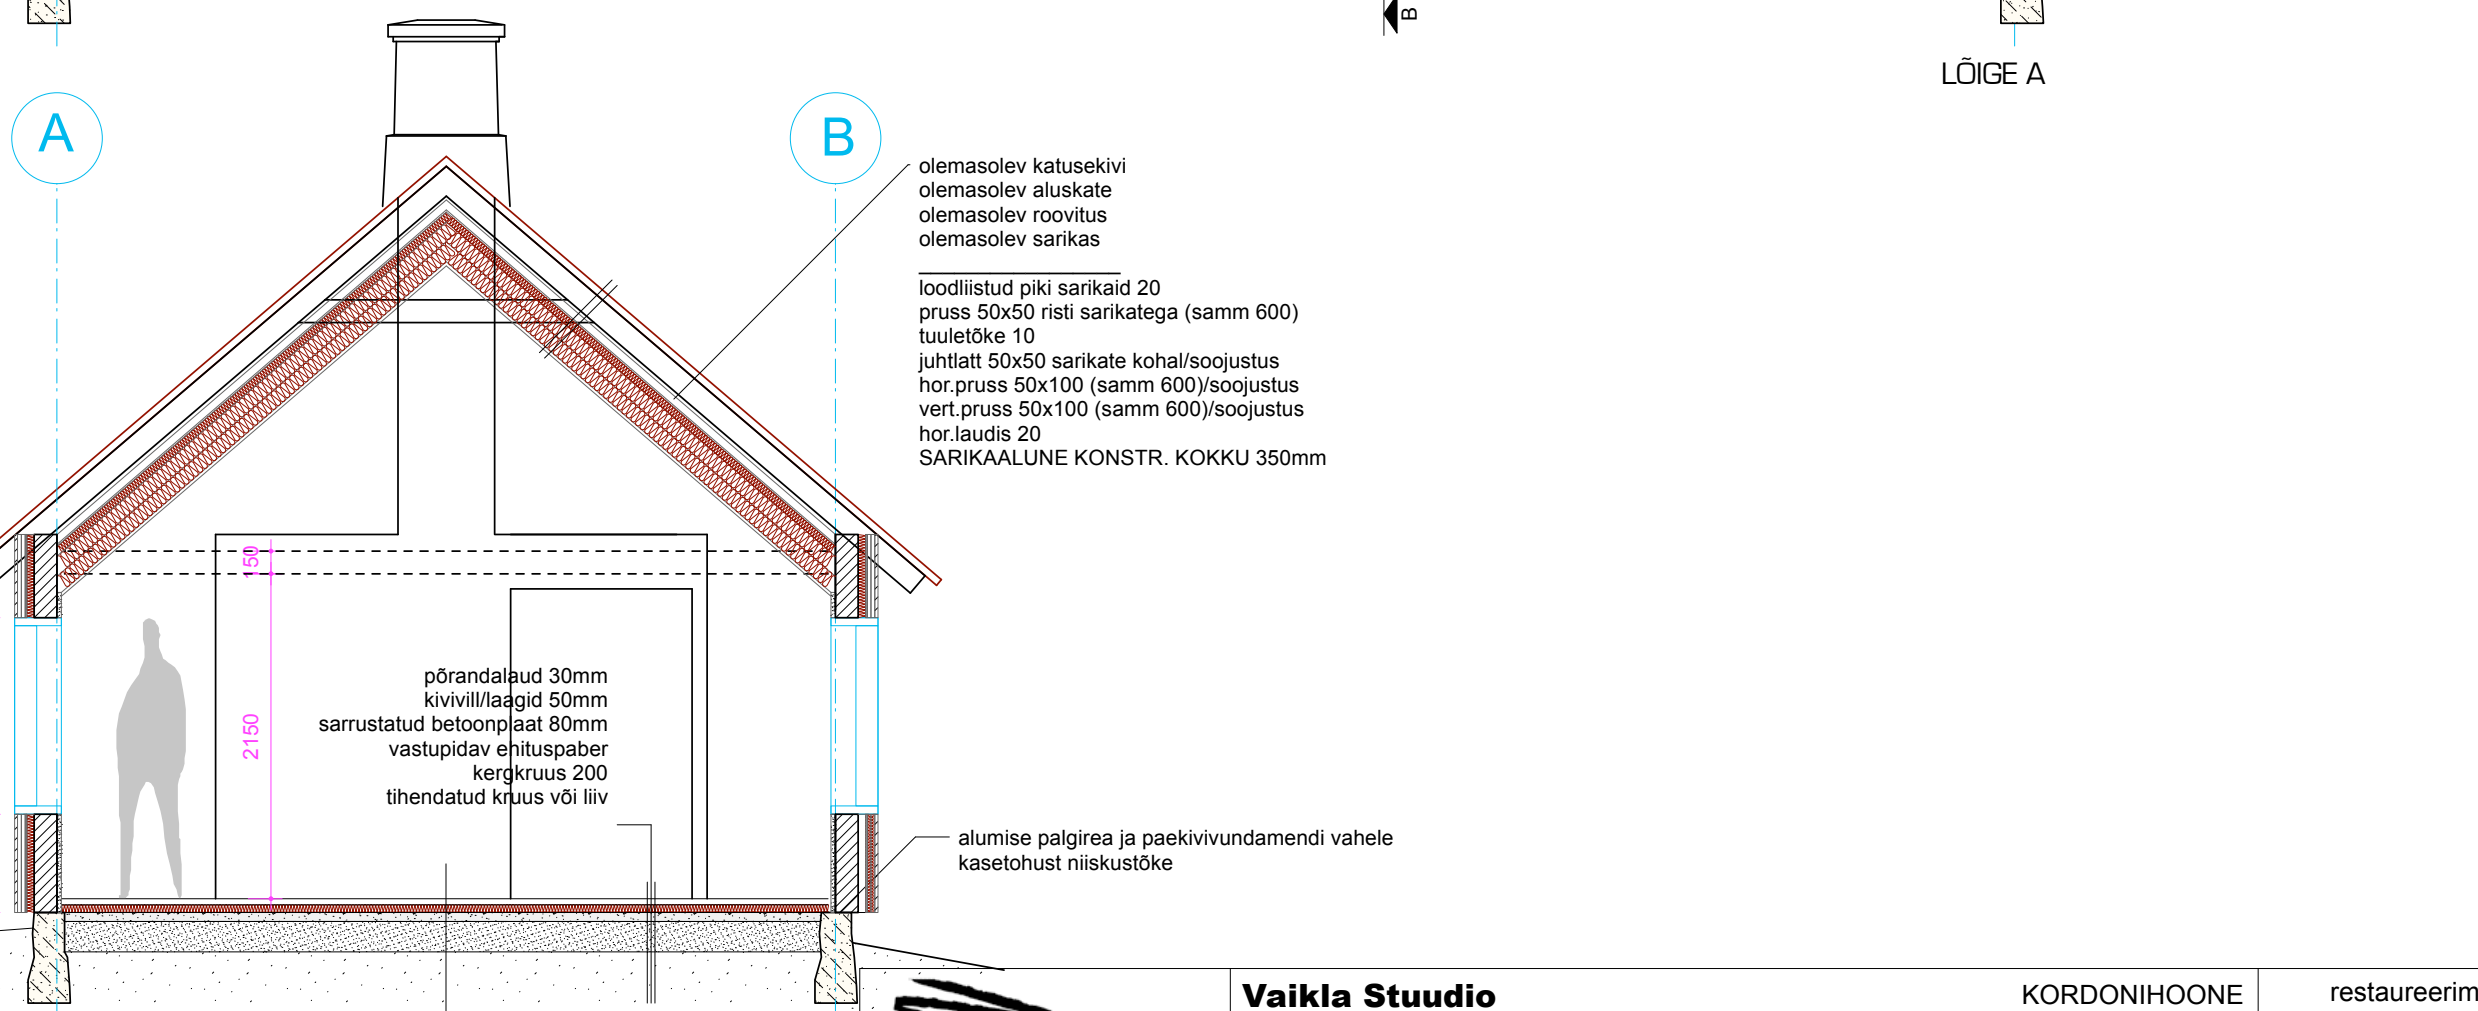 B
LÕIGE A
A
B
olemasolev katusekivi
olemasolev aluskate
olemasolev roovitus
olemasolev sarikas
loodliistud piki sarikaid 20
pruss 50x50 risti sarikatega (samm 600)
tuuletõke 10
juhtlatt 50x50 sarikate kohal/soojustus
hor.pruss 50x100 (samm 600)/soojustus
vert.pruss 50x100 (samm 600)/soojustus
hor.laudis 20
SARIKAALUNE KONSTR. KOKKU 350mm
150
2150
põrandalaud 30mm
kivivill/laagid 50mm
sarrustatud betoonplaat 80mm
vastupidav ehituspaber
kergkruus 200
tihendatud kruus või liiv
alumise palgirea ja paekivivundamendi vahele
kasetohust niiskustõke
Vaikla Stuudio
KORDONIHOONE
restaureerim